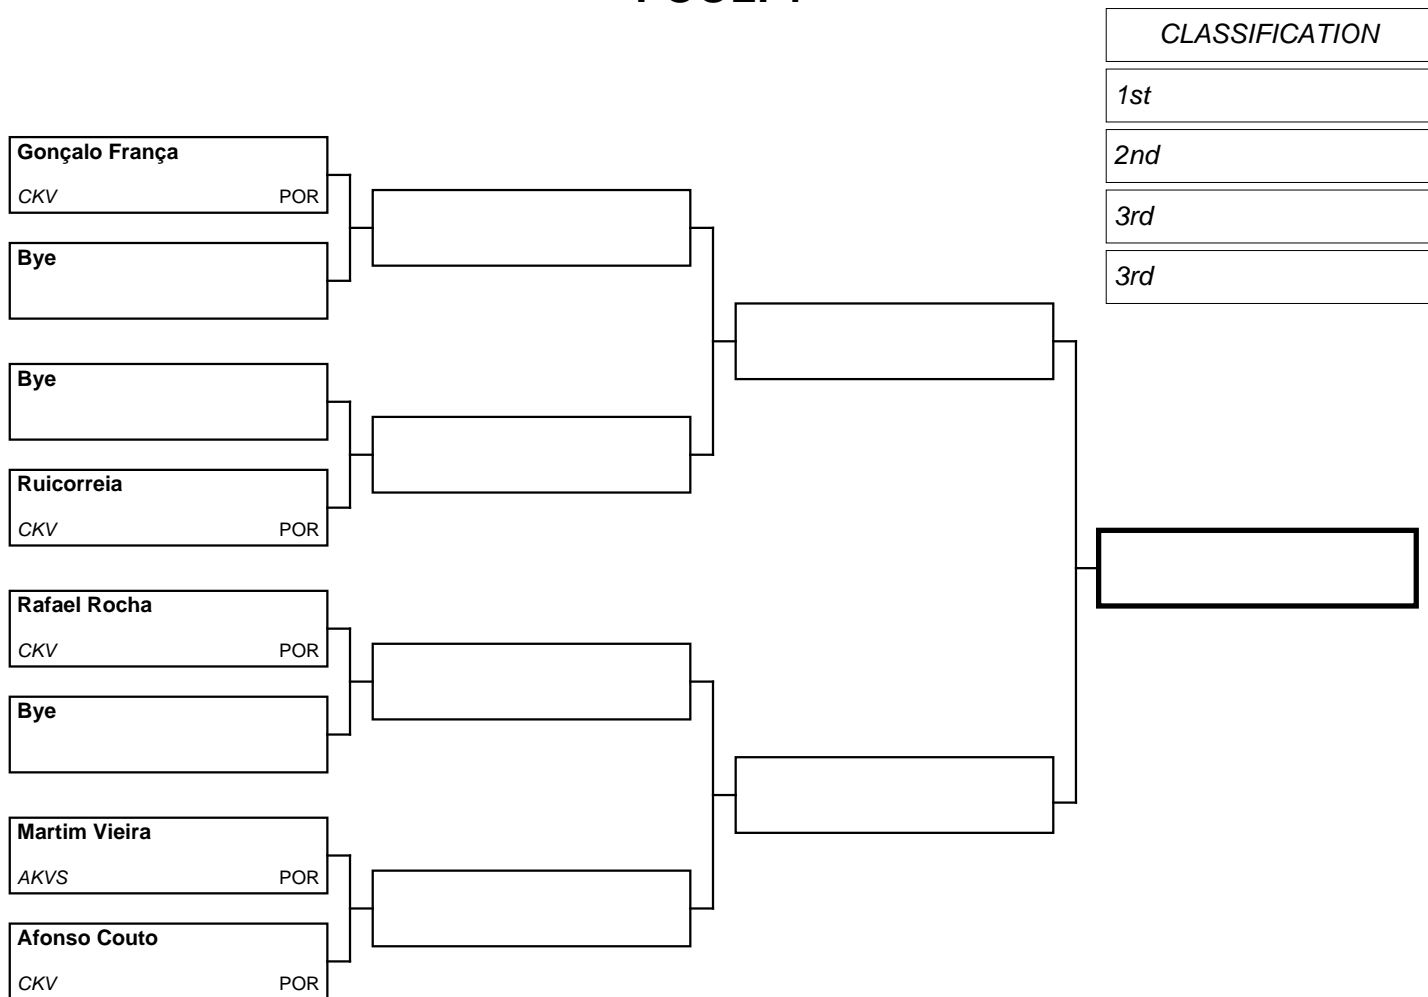 CLASSIFICATION
1st
2nd
3rd
3rd
Gonçalo França
CKV POR
Bye
Bye
Ruicorreia
CKV POR
Rafael Rocha
CKV POR
Bye
Martim Vieira
AKVS POR
Afonso Couto
CKV POR